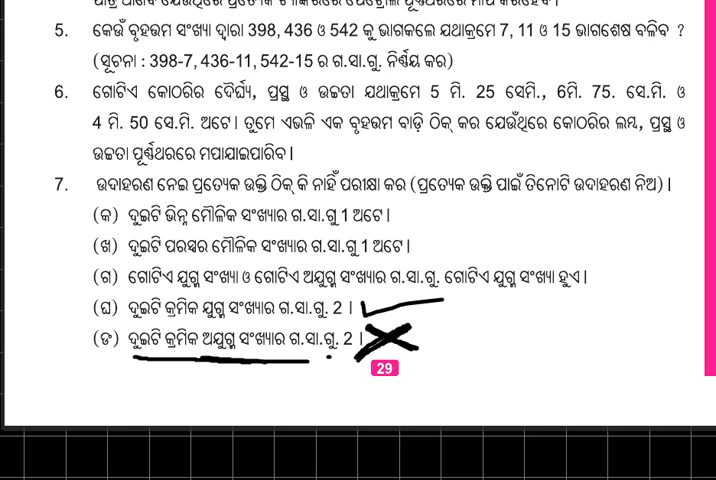 5. କେଉଁ ବୃହତ୍ତମ ସଂଖ୍ୟା ଦ୍ୱାରା 398, 436 ଓ 542 କୁ ଭାଗକଲେ ଯଥାକ୍ରମେ 7, 11 ଓ 15 ଭାଗଶେଷ ବଳିବ ?
(ସୂଚନା : 398-7, 436-11, 542-15 ର ଗ.ସା.ଗୁ. ନିର୍ଣ୍ଣୟ କର)
6. ଗୋଟିଏ କୋଠରିର ଦୈର୍ଘ୍ୟ, ପ୍ରସ୍ଥ ଓ ଉଚ୍ଚତା ଯଥାକ୍ରମେ 5 ମି. 25 ସେମି., 6ମି. 75. ସେ.ମି. ଓ
4 ମି. 50 ସେ.ମି. ଅଟେ। ତୁମେ ଏଭଳି ଏକ ବୃହତ୍ତମ ବାଡ଼ି ଠିକ୍ କର ଯେଉଁଥିରେ କୋଠରିର ଲମ୍ବ, ପ୍ରସ୍ଥ ଓ
ଉଚ୍ଚତା ପୂର୍ଣ୍ଣଥରରେ ମପାଯାଇପାରିବ।
7. ଉଦାହରଣ ନେଇ ପ୍ରତ୍ୟେକ ଉକ୍ତି ଠିକ୍ କି ନାହିଁ ପରୀକ୍ଷା କର (ପ୍ରତ୍ୟେକ ଉକ୍ତି ପାଇଁ ତିନୋଟି ଉଦାହରଣ ନିଅ)।
(କ) ଦୁଇଟି ଭିନ୍ନ ମୌଳିକ ସଂଖ୍ୟାର ଗ.ସା.ଗୁ 1 ଅଟେ।
(ଖ) ଦୁଇଟି ପରସ୍ପର ମୌଳିକ ସଂଖ୍ୟାର ଗ.ସା.ଗୁ 1 ଅଟେ।
(ଗ) ଗୋଟିଏ ଯୁଗ୍ମ ସଂଖ୍ୟା ଓ ଗୋଟିଏ ଅଯୁଗ୍ମ ସଂଖ୍ୟାର ଗ.ସା.ଗୁ. ଗୋଟିଏ ଯୁଗ୍ମ ସଂଖ୍ୟା ହୁଏ।
(ଘ) ଦୁଇଟି କ୍ରମିକ ଯୁଗ୍ମ ସଂଖ୍ୟାର ଗ.ସା.ଗୁ. 2 ।
(ଙ) ଦୁଇଟି କ୍ରମିକ ଅଯୁଗ୍ମ ସଂଖ୍ୟାର ଗ.ସା.ଗୁ. 2 ।
29